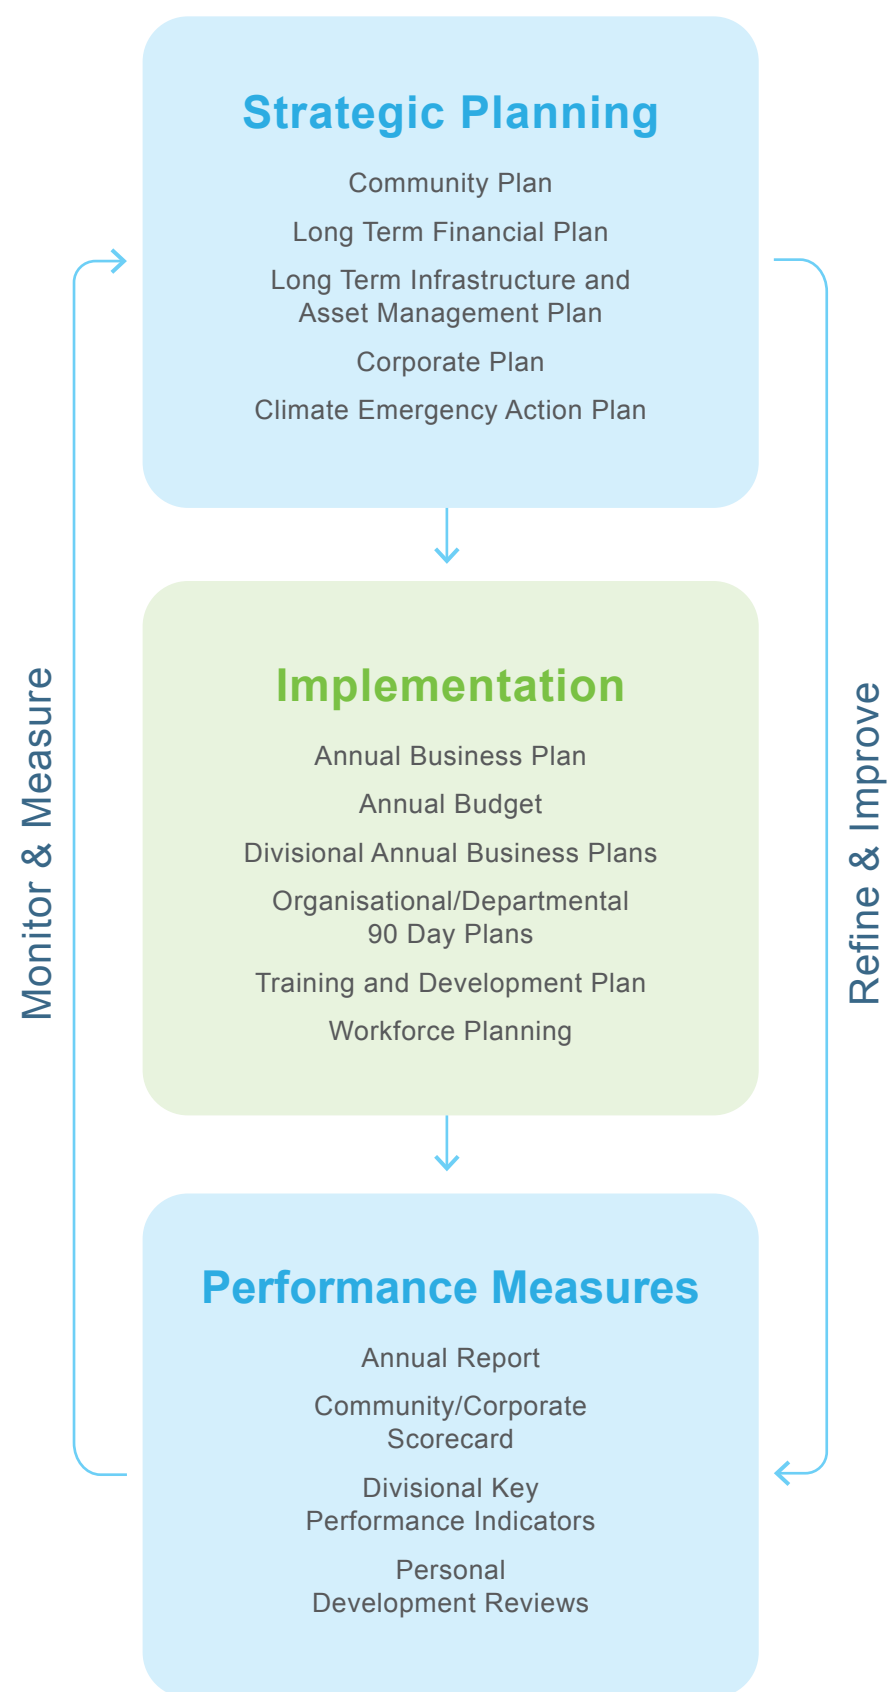 Strategic Planning
Community Plan
Long Term Financial Plan
Long Term Infrastructure and
Asset Management Plan
Corporate Plan
Climate Emergency Action Plan
Monitor & Measure
Refine & Improve
Implementation
Annual Business Plan
Annual Budget
Divisional Annual Business Plans
Organisational/Departmental
90 Day Plans
Training and Development Plan
Workforce Planning
Performance Measures
Annual Report
Community/Corporate
Scorecard
Divisional Key
Performance Indicators
Personal
Development Reviews